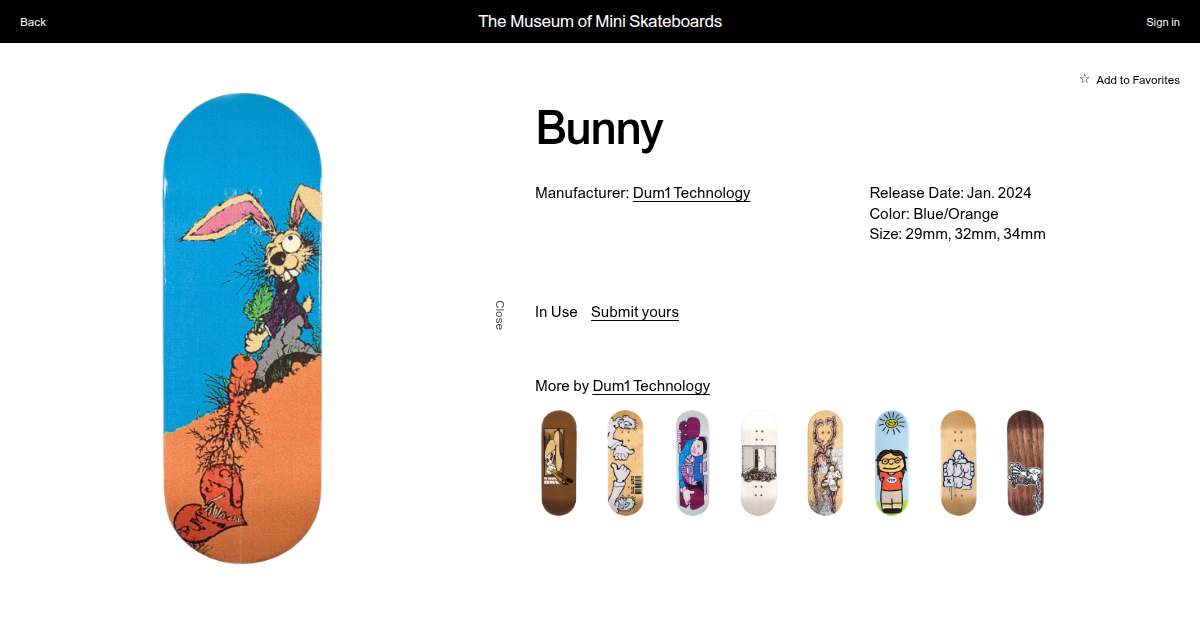 Back
The Museum of Mini Skateboards
Sign in
☆ Add to Favorites
Bunny
Manufacturer: Dum1 Technology
Release Date: Jan. 2024
Color: Blue/Orange
Size: 29mm, 32mm, 34mm
Close
In Use Submit yours
More by Dum1 Technology